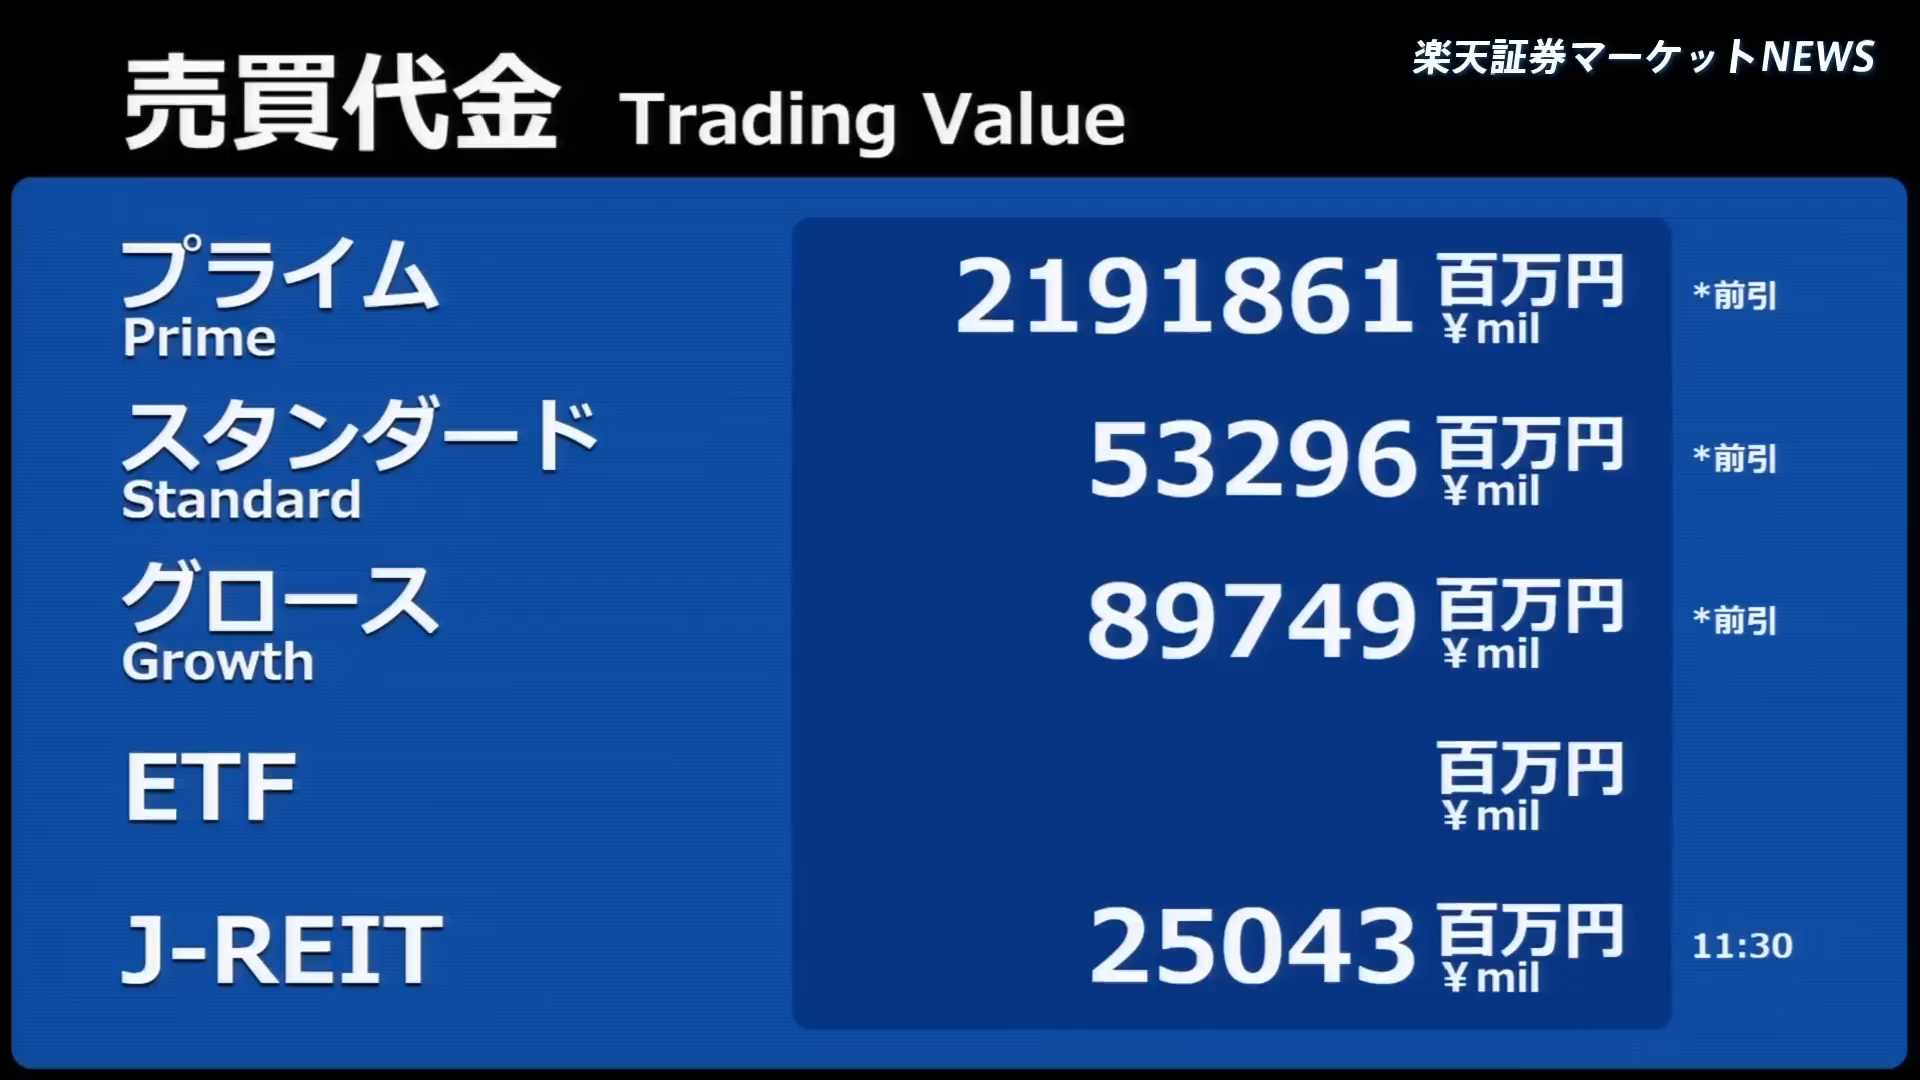 楽天証券マーケットNEWS
売買代金 Trading Value
プライム 2191861 百万円 *前引
Prime ¥mil
スタンダード 53296 百万円 *前引
Standard ¥mil
グロース 89749 百万円 *前引
Growth ¥mil
ETF 百万円
¥mil
J-REIT 25043 百万円 11:30
¥mil